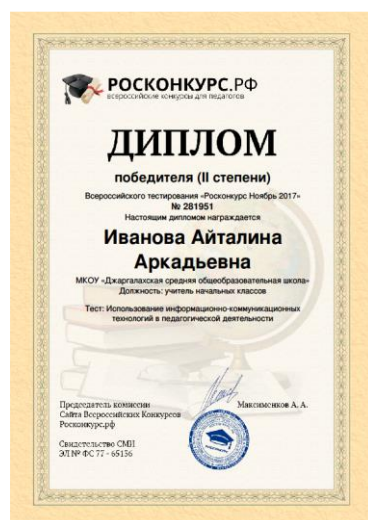 РОСКОНКУРС.РФ
всероссийские конкурсы для педагогов
ДИПЛОМ
победителя (II степени)
Всероссийского тестирования «Росконкурс Ноябрь 2017»
№ 281951
Настоящим дипломом награждается
Иванова Айталина
Аркадьевна
МКОУ «Джаргалахская средняя общеобразовательная школа»
Должность: учитель начальных классов
Тест: Использование информационно-коммуникационных
технологий в педагогической деятельности
Председатель комиссии
Сайта Всероссийских Конкурсов
Росконкурс.рф
Максименков А. А.
Свидетельство СМИ
ЭЛ № ФС 77 - 65136